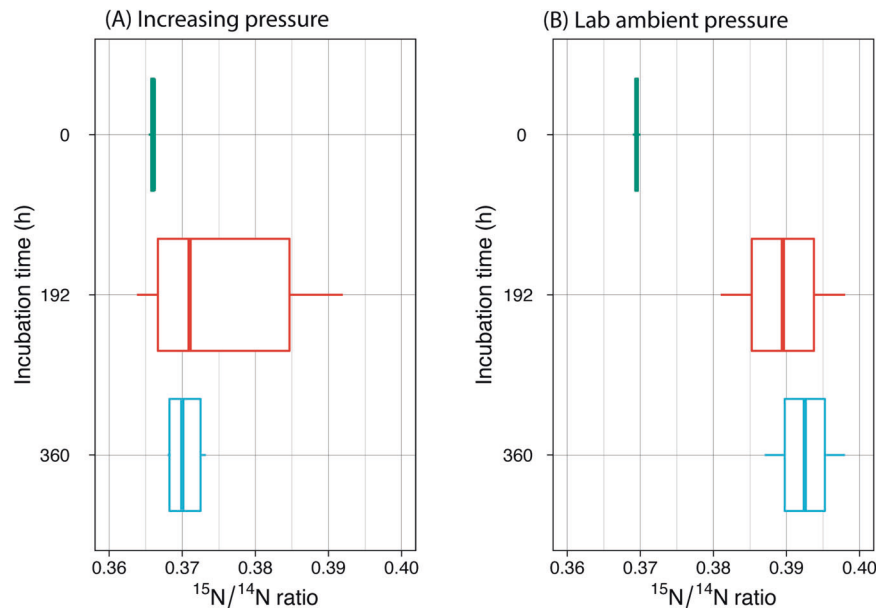 (A) Increasing pressure
Incubation time (h)
0
192
360
0.36 0.37 0.38 0.39 0.40
¹⁵N/¹⁴N ratio
(B) Lab ambient pressure
Incubation time (h)
0
192
360
0.36 0.37 0.38 0.39 0.40
¹⁵N/¹⁴N ratio